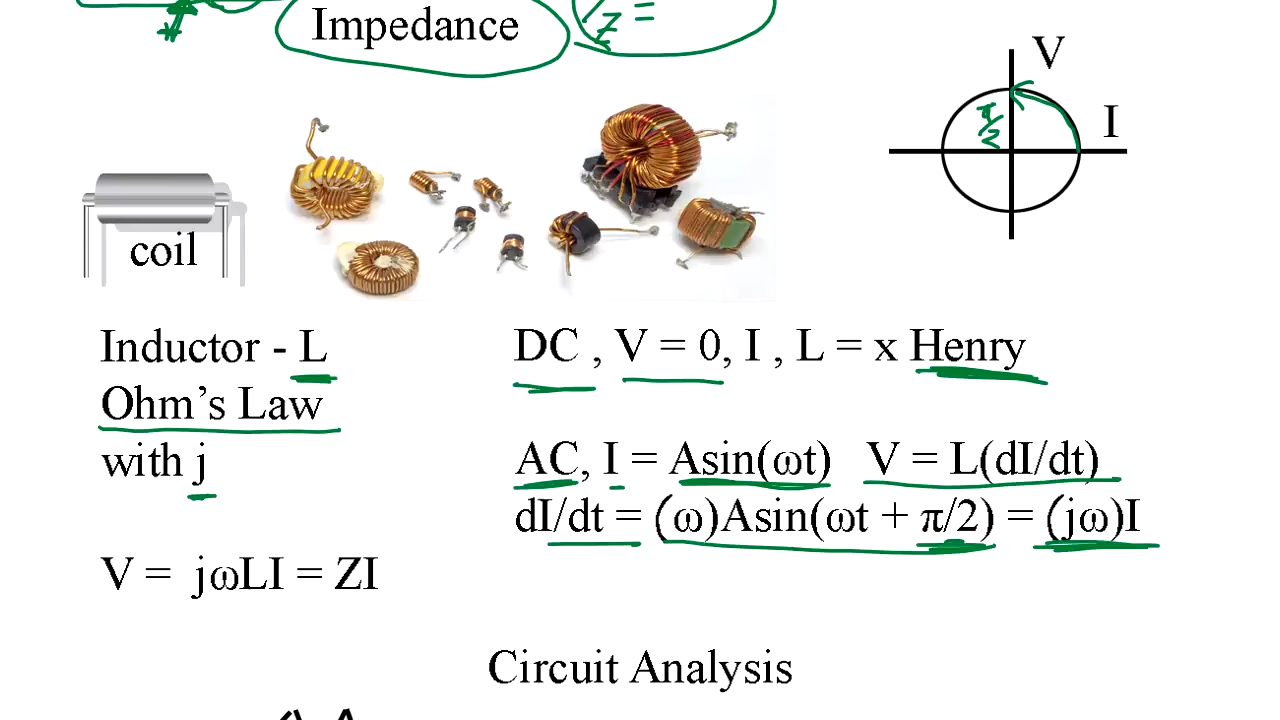 Impedance
Z =
V
I
π/2
coil
Inductor - L
DC , V = 0, I , L = x Henry
Ohm's Law
with j
AC, I = Asin(ωt) V = L(dI/dt)
dI/dt = (ω)Asin(ωt + π/2) = (jω)I
V = jωLI = ZI
Circuit Analysis